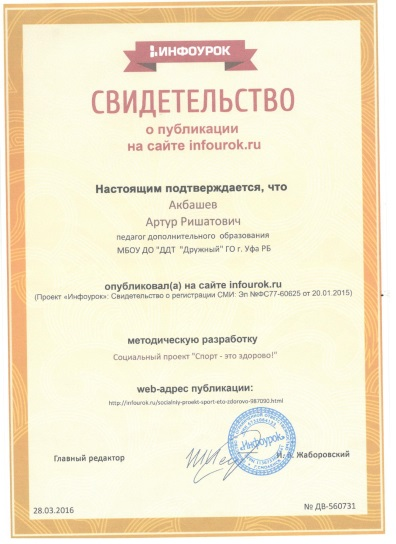 ИНФОУРОК
СВИДЕТЕЛЬСТВО
о публикации
на сайте infourok.ru
Настоящим подтверждается, что
Акбашев
Артур Ришатович
педагог дополнительного образования
МБОУ ДО "ДДТ "Дружный" ГО г. Уфа РБ
опубликовал(а) на сайте infourok.ru
(Проект «Инфоурок»: Свидетельство о регистрации СМИ: Эл №ФС77-60625 от 20.01.2015)
методическую разработку
Социальный проект "Спорт - это здорово!"
web-адрес публикации:
http://infourok.ru/socialniy-proekt-sport-eto-zdorovo-987090.html
«Инфоурок»
Главный редактор
И. В. Жаборовский
28.03.2016
№ ДВ-560731